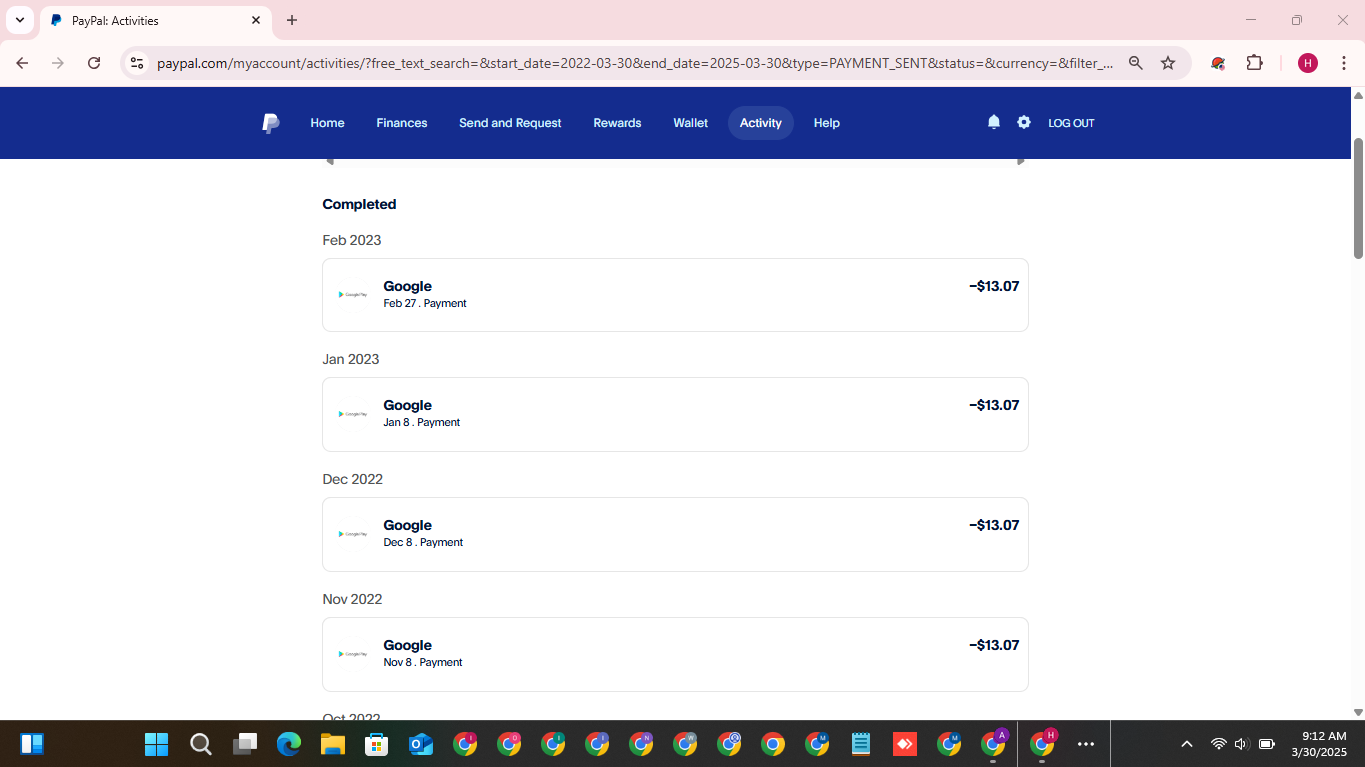 PayPal: Activities
paypal.com/myaccount/activities/?free_text_search=&start_date=2022-03-30&end_date=2025-03-30&type=PAYMENT_SENT&status=&currency=&filter_...
H
Home Finances Send and Request Rewards Wallet Activity Help LOG OUT
Completed
Feb 2023
Google −$13.07
Feb 27 . Payment
Jan 2023
Google −$13.07
Jan 8 . Payment
Dec 2022
Google −$13.07
Dec 8 . Payment
Nov 2022
Google −$13.07
Nov 8 . Payment
Oct 2022
9:12 AM
3/30/2025